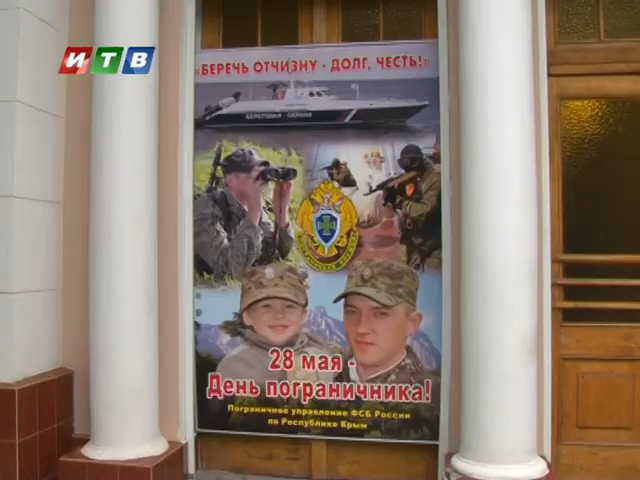 ИТВ
«БЕРЕЧЬ ОТЧИЗНУ - ДОЛГ, ЧЕСТЬ!»
БЕРЕГОВАЯ ОХРАНА
28 мая -
День пограничника!
Пограничное управление ФСБ России
по Республике Крым